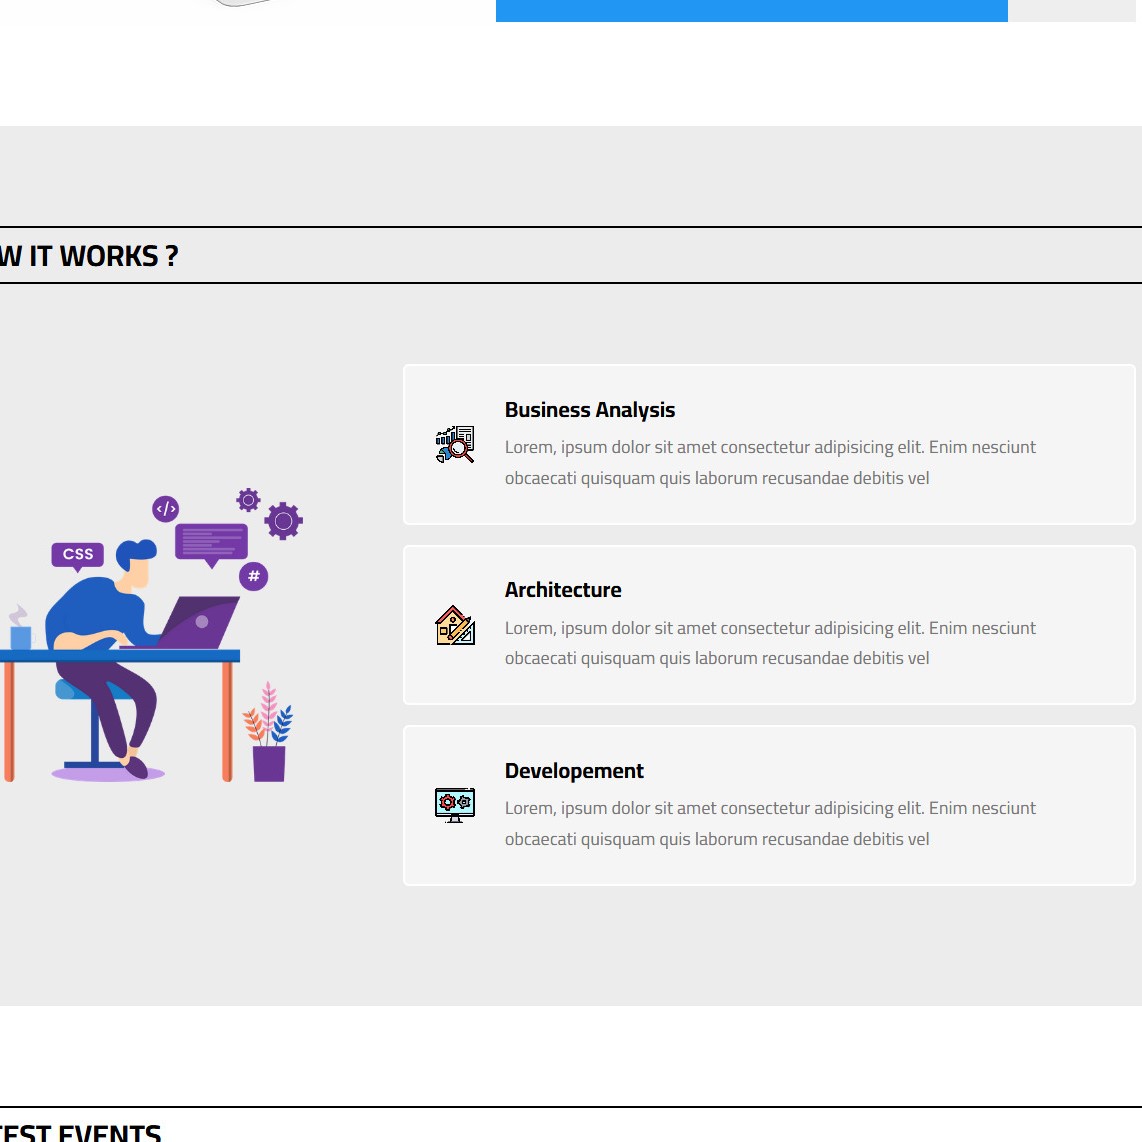 W IT WORKS ?
Business Analysis
Lorem, ipsum dolor sit amet consectetur adipisicing elit. Enim nesciunt
obcaecati quisquam quis laborum recusandae debitis vel
</>
CSS
#
Architecture
Lorem, ipsum dolor sit amet consectetur adipisicing elit. Enim nesciunt
obcaecati quisquam quis laborum recusandae debitis vel
Developement
Lorem, ipsum dolor sit amet consectetur adipisicing elit. Enim nesciunt
obcaecati quisquam quis laborum recusandae debitis vel
TEST EVENTS